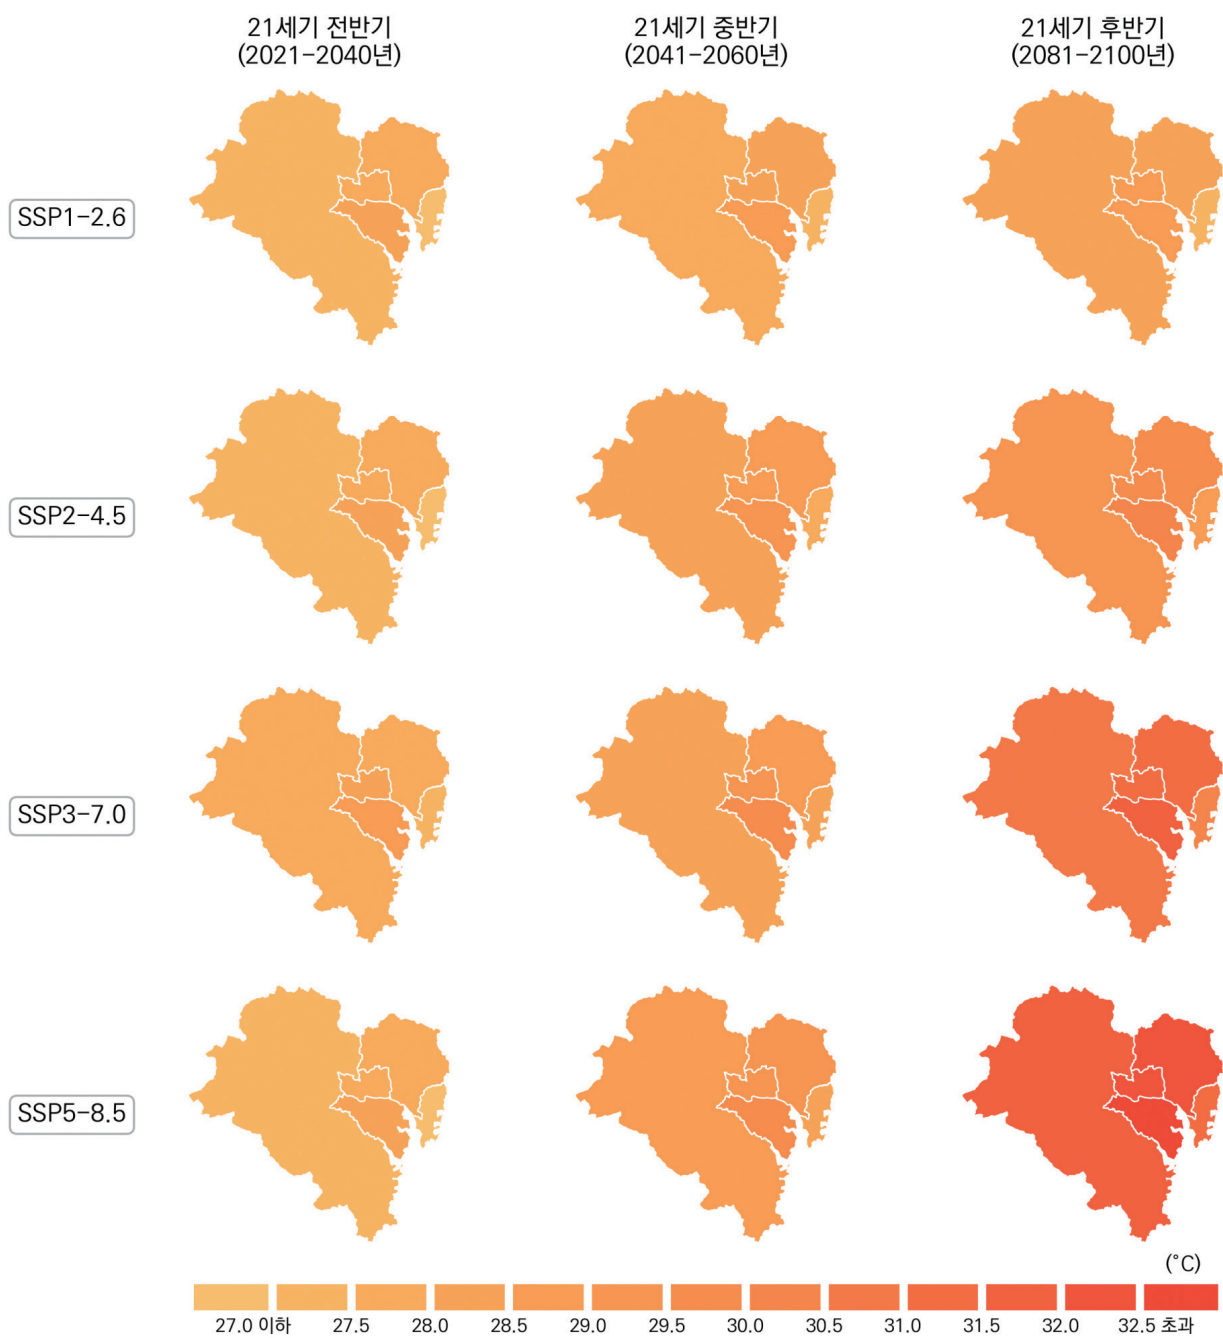 21세기 전반기
(2021-2040년)
21세기 중반기
(2041-2060년)
21세기 후반기
(2081-2100년)
SSP1-2.6
SSP2-4.5
SSP3-7.0
SSP5-8.5
(°C)
27.0 이하 27.5 28.0 28.5 29.0 29.5 30.0 30.5 31.0 31.5 32.0 32.5 초과